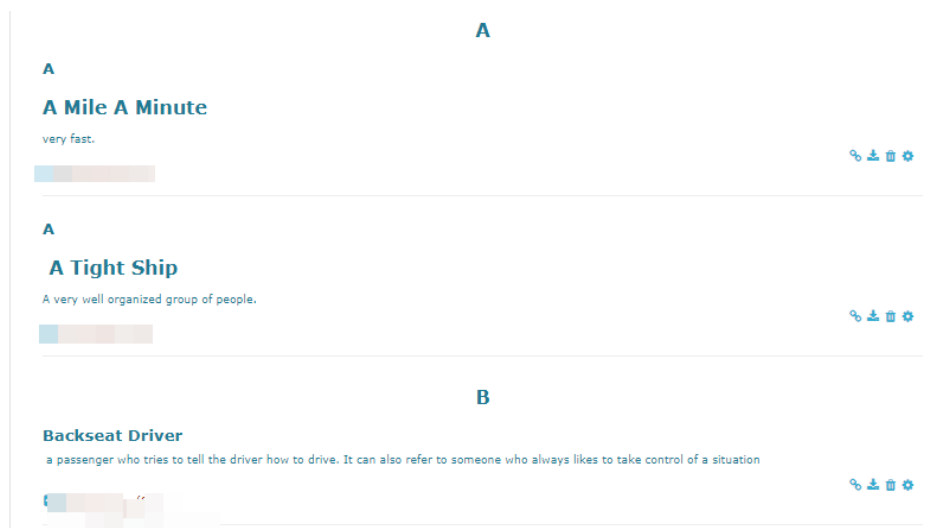 A
A
A Mile A Minute
very fast.
A
A Tight Ship
A very well organized group of people.
B
Backseat Driver
a passenger who tries to tell the driver how to drive. It can also refer to someone who always likes to take control of a situation